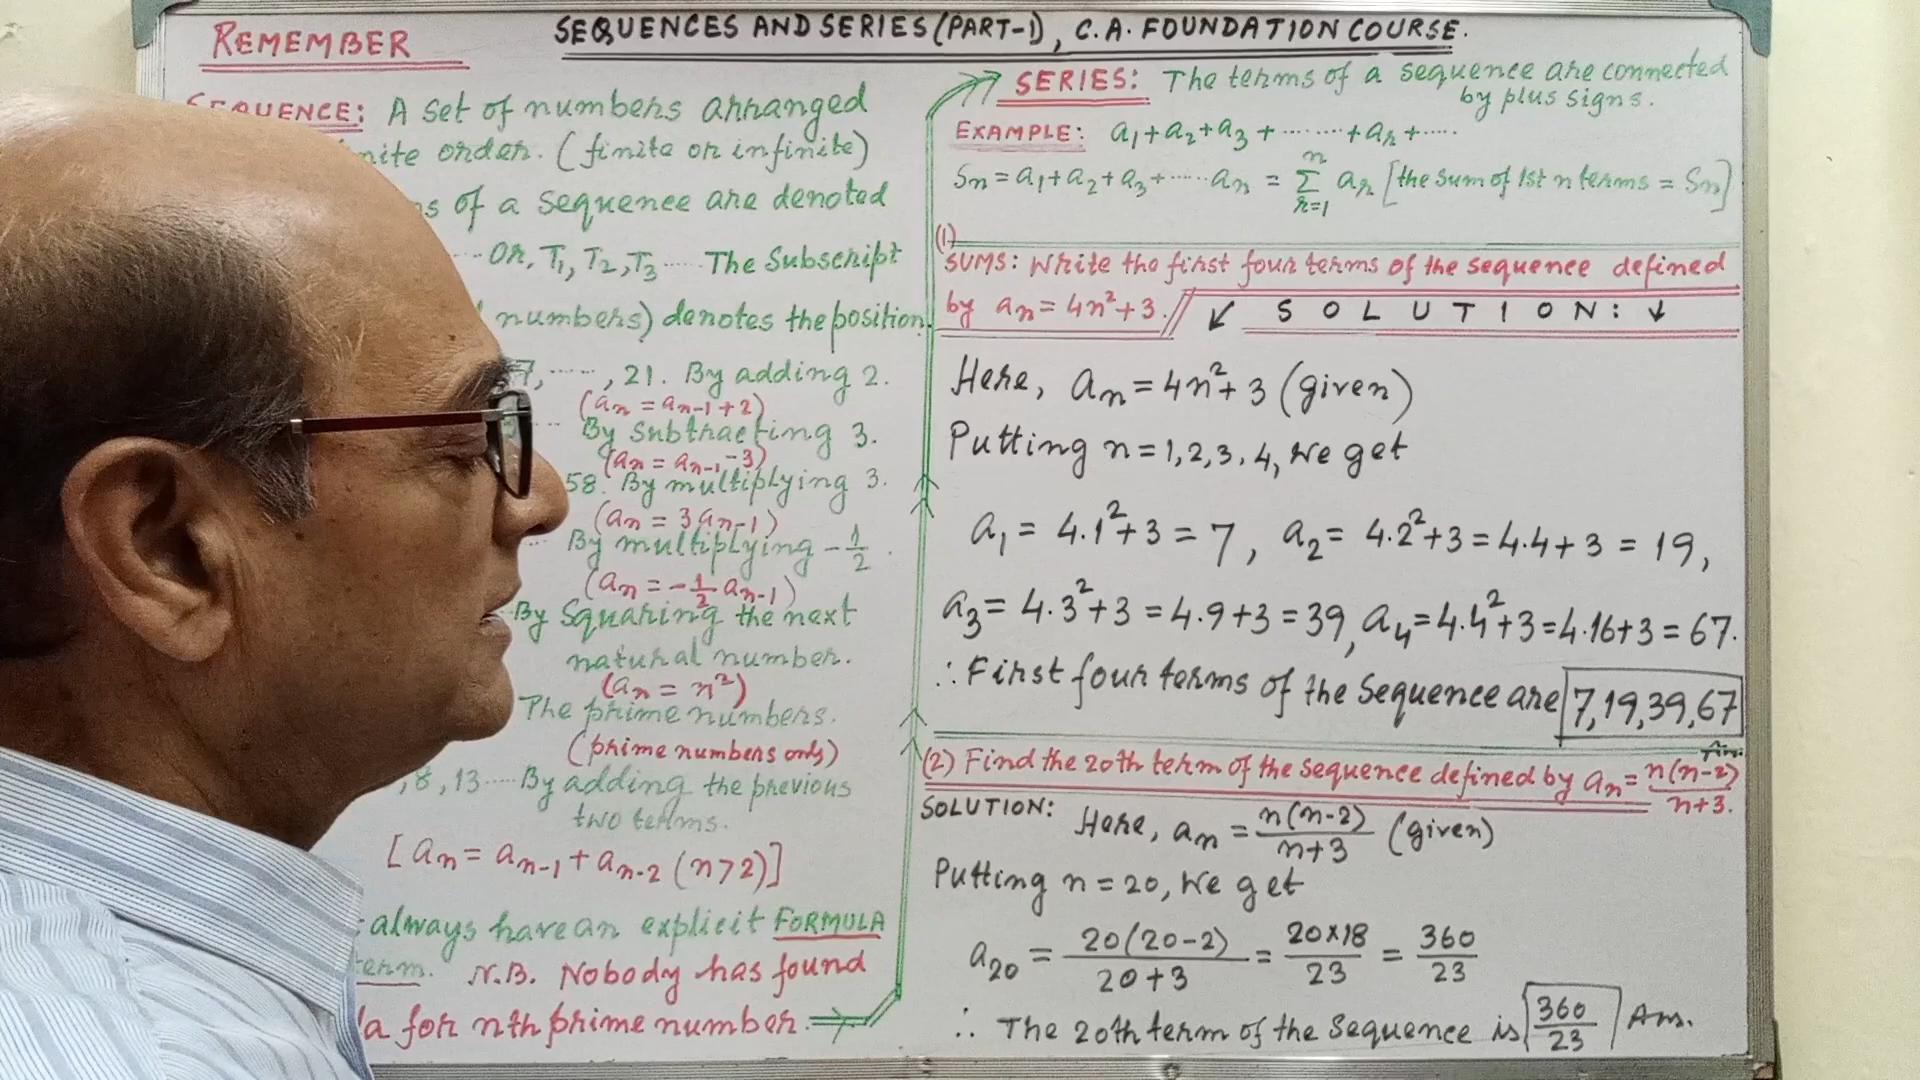 REMEMBER
SEQUENCES AND SERIES (PART-1), C.A. FOUNDATION COURSE.
SEQUENCE: A set of numbers arranged
nite order. (finite or infinite)
s of a sequence are denoted
Or, T₁, T₂, T₃ ..... The Subscript
numbers) denotes the position.
7, ....., 21. By adding 2.
(aₙ = aₙ₋₁ + 2)
By Subtracting 3.
(aₙ = aₙ₋₁ - 3)
58. By multiplying 3.
(aₙ = 3aₙ₋₁)
By multiplying -1/2.
(aₙ = -1/2 aₙ₋₁)
By Squaring the next
natural number.
(aₙ = n²)
The prime numbers.
(prime numbers only)
,8,13.....By adding the previous
two terms.
[aₙ = aₙ₋₁ + aₙ₋₂ (n>2)]
always have an explicit FORMULA
term. N.B. Nobody has found
la for nth prime number.
SERIES: The terms of a sequence are connected
by plus signs.
EXAMPLE: a₁+a₂+a₃+........+aᵣ+.....
Sₙ = a₁+a₂+a₃+.....aₙ = Σⁿᵣ₌₁ aᵣ [the sum of 1st n terms = Sₙ]
(1)
SUMS: Write the first four terms of the sequence defined
by aₙ = 4n²+3. // ↙ SOLUTION: ↓
Here, aₙ = 4n²+3 (given)
Putting n=1,2,3,4, we get
a₁ = 4.1²+3 = 7, a₂ = 4.2²+3 = 4.4+3 = 19,
a₃ = 4.3²+3 = 4.9+3 = 39, a₄ = 4.4²+3 = 4.16+3 = 67.
∴ First four terms of the Sequence are 7,19,39,67
(2) Find the 20th term of the sequence defined by aₙ = n(n-2)/n+3.
SOLUTION: Here, aₙ = n(n-2)/n+3 (given)
Putting n = 20, we get
a₂₀ = 20(20-2)/20+3 = 20×18/23 = 360/23
∴ The 20th term of the Sequence is 360/23 Ans.